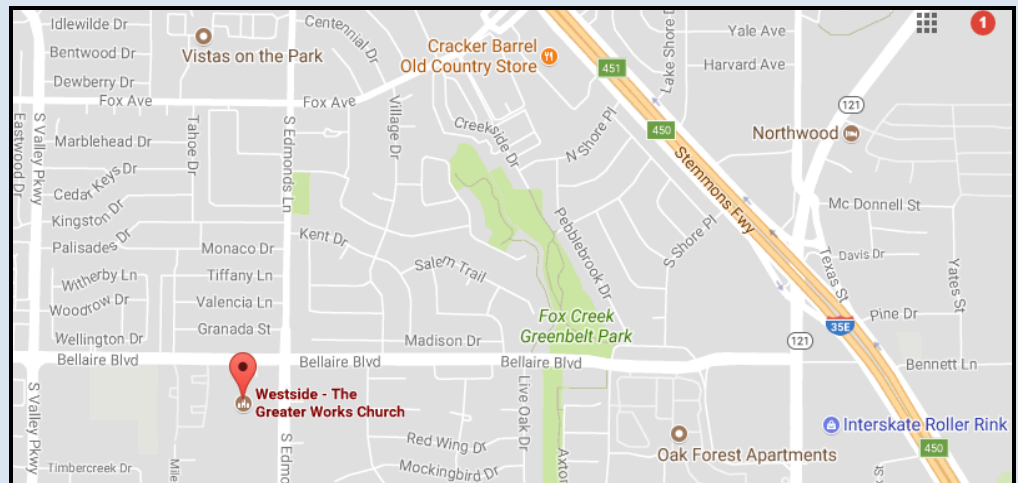 Idlewilde Dr
Centennial Dr
Lake Shore D
1
Yale Ave
Bentwood Dr
Vistas on the Park
Cracker Barrel
Old Country Store
451
Harvard Ave
Dewberry Dr
Fox Ave
Fox Ave
121
Eastwood Dr
S Valley Pkwy
Tahoe Dr
S Edmonds Ln
Village Dr
Creekside Dr
N Shore Pl
450
Northwood
Marblehead Dr
Stemmons Fwy
Cedar Keys Dr
Kingston Dr
Mc Donnell St
Palisades Dr
Monaco Dr
Kent Dr
Pebblebrook Dr
S Shore Pl
Texas St
Davis Dr
Yates St
Witherby Ln
Tiffany Ln
Salem Trail
Woodrow Dr
Valencia Ln
Fox Creek
Greenbelt Park
Pine Dr
35E
Granada St
Wellington Dr
Madison Dr
121
Bellaire Blvd
Bellaire Blvd
Bellaire Blvd
Bennett Ln
Westside - The
Greater Works Church
S Valley Pkwy
Live Oak Dr
Interskate Roller Rink
S Edmo
Red Wing Dr
Axto
Oak Forest Apartments
450
Timbercreek Dr
Mile
Mockingbird Dr